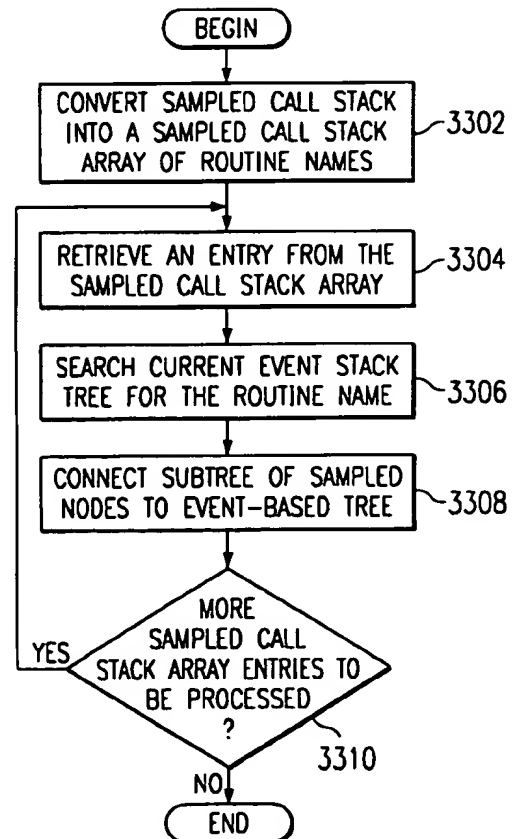 BEGIN
CONVERT SAMPLED CALL STACK
INTO A SAMPLED CALL STACK
ARRAY OF ROUTINE NAMES
3302
RETRIEVE AN ENTRY FROM THE
SAMPLED CALL STACK ARRAY
3304
SEARCH CURRENT EVENT STACK
TREE FOR THE ROUTINE NAME
3306
CONNECT SUBTREE OF SAMPLED
NODES TO EVENT-BASED TREE
3308
MORE
SAMPLED CALL
STACK ARRAY ENTRIES TO
BE PROCESSED
?
YES
3310
NO
END